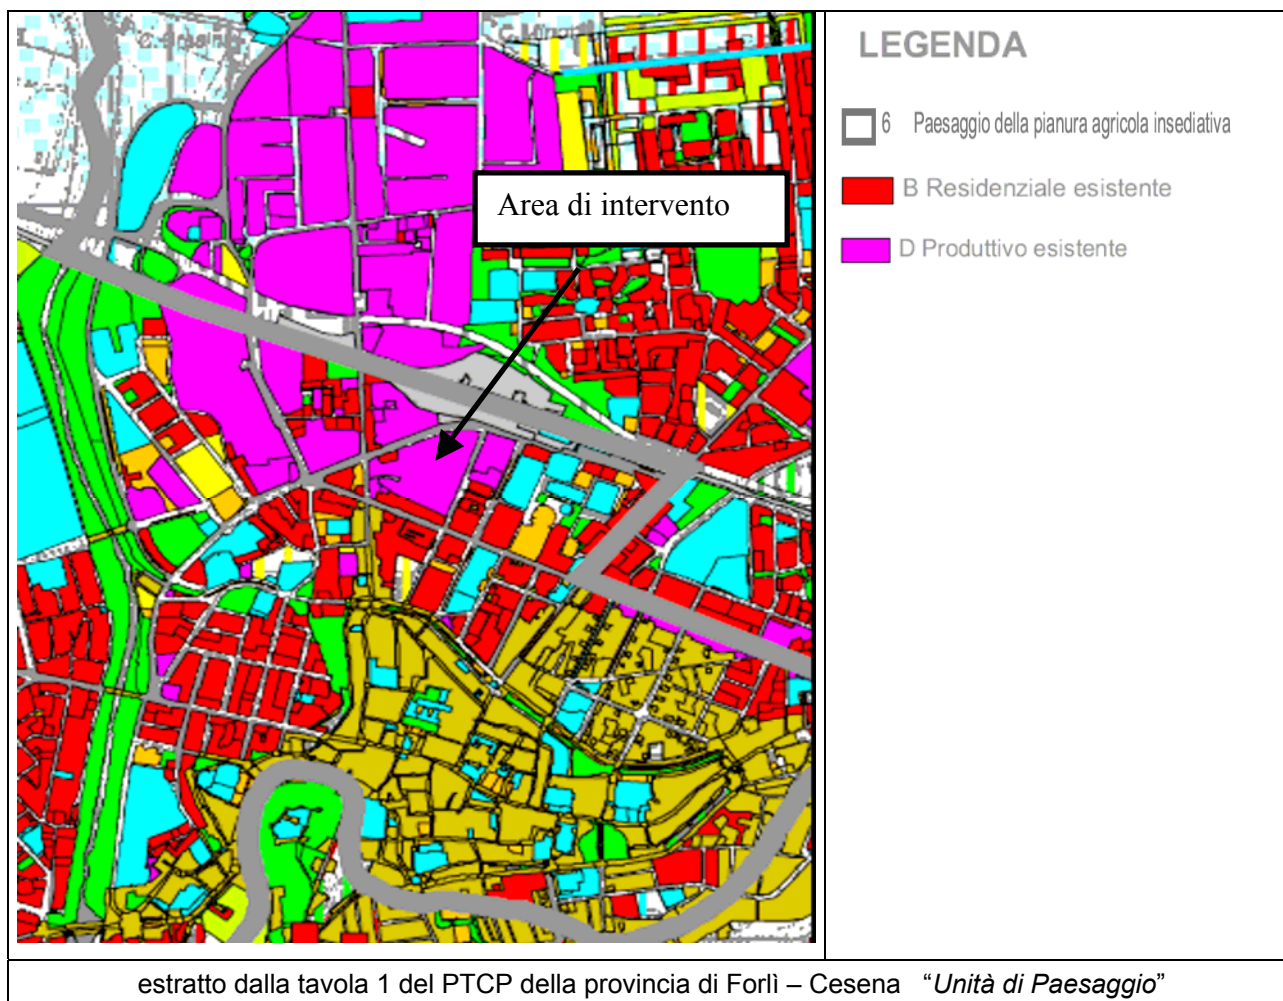 Area di intervento
LEGENDA
6 Paesaggio della pianura agricola insediativa
B Residenziale esistente
D Produttivo esistente
estratto dalla tavola 1 del PTCP della provincia di Forlì – Cesena “Unità di Paesaggio”